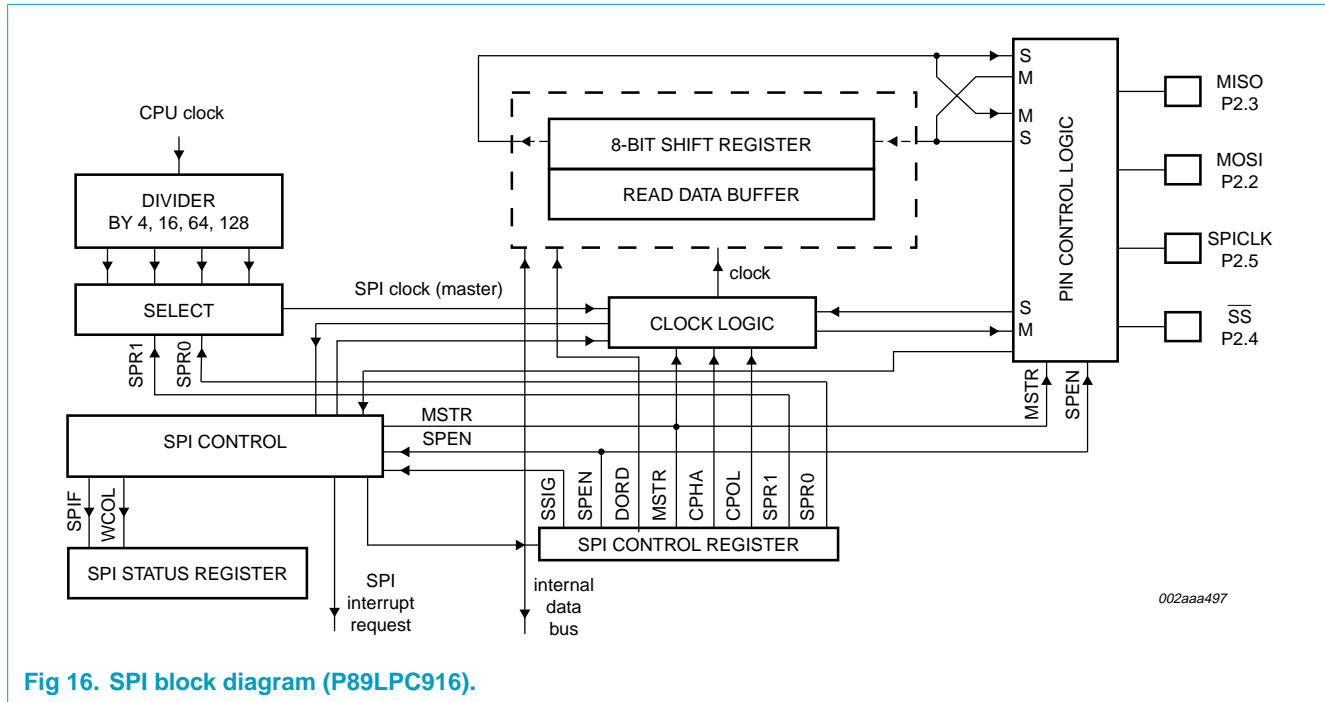 CPU clock
DIVIDER
BY 4, 16, 64, 128
SELECT
SPR1
SPR0
SPI clock (master)
8-BIT SHIFT REGISTER
READ DATA BUFFER
clock
CLOCK LOGIC
S
M
M
S
S
M
PIN CONTROL LOGIC
MISO
P2.3
MOSI
P2.2
SPICLK
P2.5
SS
P2.4
MSTR
SPEN
SPI CONTROL
MSTR
SPEN
SPIF
WCOL
SPI STATUS REGISTER
SPI
interrupt
request
SSIG
SPEN
DORD
MSTR
CPHA
CPOL
SPR1
SPR0
SPI CONTROL REGISTER
internal
data
bus
002aaa497
Fig 16. SPI block diagram (P89LPC916).